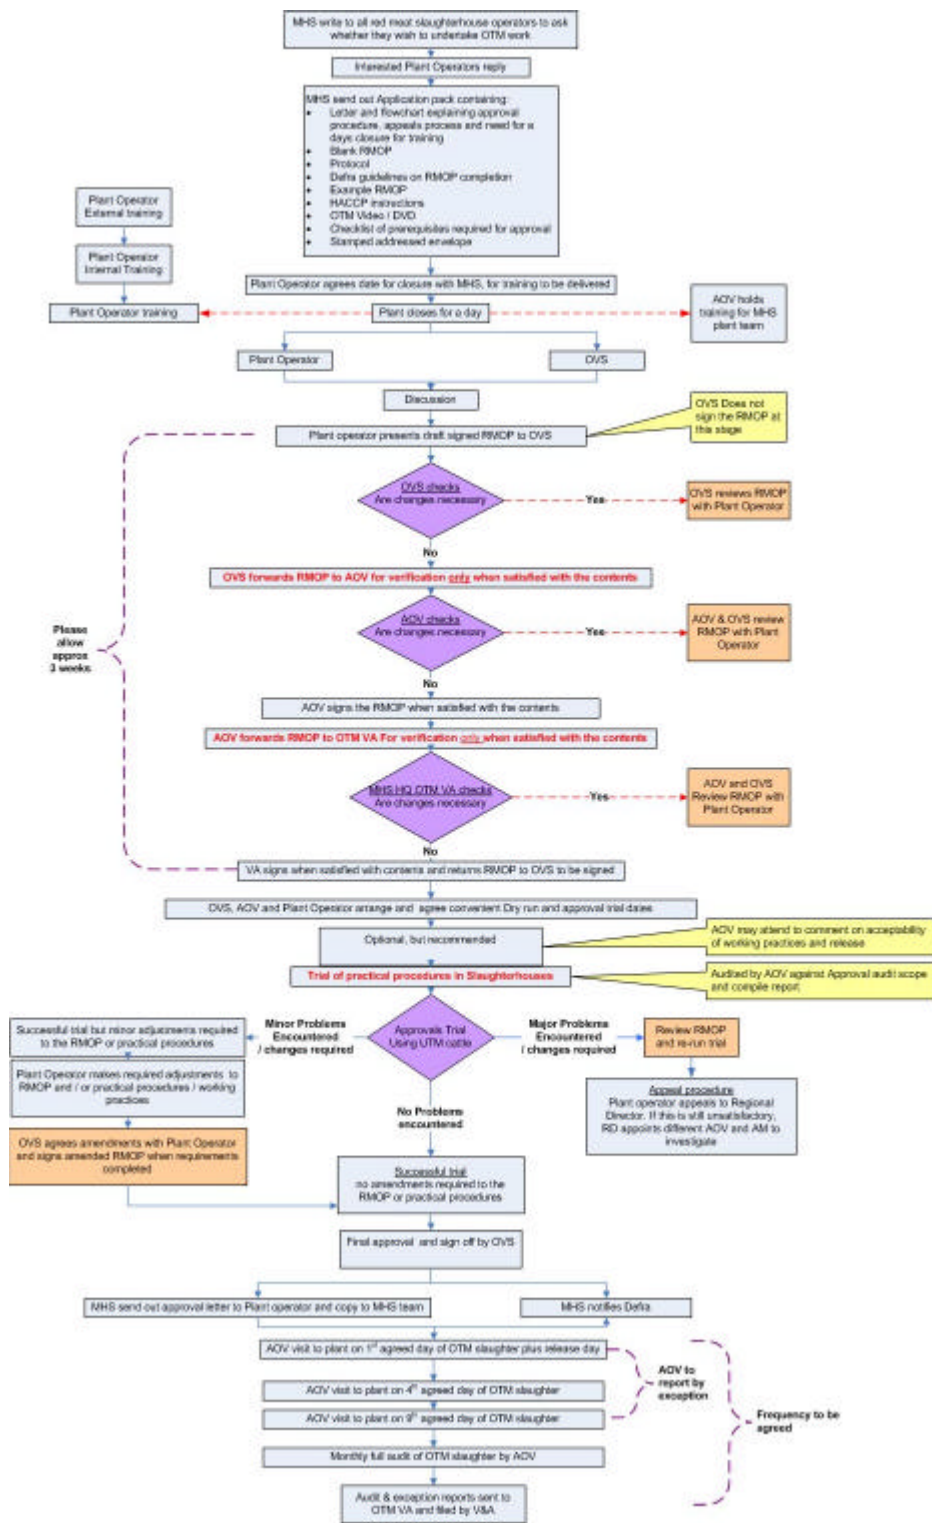 MHS write to all red meat slaughterhouse operators to ask
whether they wish to undertake OTM work
Interested Plant Operators reply
MHS send out Application pack containing:
• Letter and flowchart explaining approval
procedure, appeals process and need for a
days closure for training
• Blank RMOP
• Protocol
• Defra guidelines on RMOP completion
• Example RMOP
• HACCP instructions
• OTM Video / DVD
• Checklist of prerequisites required for approval
• Stamped addressed envelope
Plant Operator
External training
Plant Operator
Internal Training
Plant Operator agrees date for closure with MHS, for training to be delivered
Plant Operator training
Plant closes for a day
AOV holds
training for MHS
plant team
Plant Operator
OVS
Discussion
OVS Does not
sign the RMOP at
this stage
Plant operator presents draft signed RMOP to OVS
OVS checks
Are changes necessary
Yes
OVS reviews RMOP
with Plant Operator
No
OVS forwards RMOP to AOV for verification only when satisfied with the contents
Please
allow
approx
3 weeks
AOV checks
Are changes necessary
Yes
AOV & OVS review
RMOP with Plant
Operator
No
AOV signs the RMOP when satisfied with the contents
AOV forwards RMOP to OTM VA For verification only when satisfied with the contents
MHS HQ OTM VA checks
Are changes necessary
Yes
AOV and OVS
Review RMOP with
Plant Operator
No
VA signs when satisfied with contents and returns RMOP to OVS to be signed
OVS, AOV and Plant Operator arrange and agree convenient Dry run and approval trial dates
Optional, but recommended
AOV may attend to comment on acceptability
of working practices and release
Trial of practical procedures in Slaughterhouses
Audited by AOV against Approval audit scope
and compile report
Approvals Trial
Using UTM cattle
Minor Problems
Encountered
/ changes required
Major Problems
Encountered
/ changes required
Successful trial but minor adjustments required
to the RMOP or practical procedures
Review RMOP
and re-run trial
Plant Operator makes required adjustments to
RMOP and / or practical procedures / working
practices
Appeal procedure
Plant operator appeals to Regional
Director. If this is still unsatisfactory,
RD appoints different AOV and AM to
investigate
No Problems
encountered
OVS agrees amendments with Plant Operator
and signs amended RMOP when requirements
completed
Successful trial
no amendments required to the
RMOP or practical procedures
Final approval and sign off by OVS
MHS send out approval letter to Plant operator and copy to MHS team
MHS notifies Defra
AOV visit to plant on 1st agreed day of OTM slaughter plus release day
AOV visit to plant on 4th agreed day of OTM slaughter
AOV visit to plant on 9th agreed day of OTM slaughter
AOV to
report by
exception
Frequency to be
agreed
Monthly full audit of OTM slaughter by AOV
Audit & exception reports sent to
OTM VA and filed by V&A